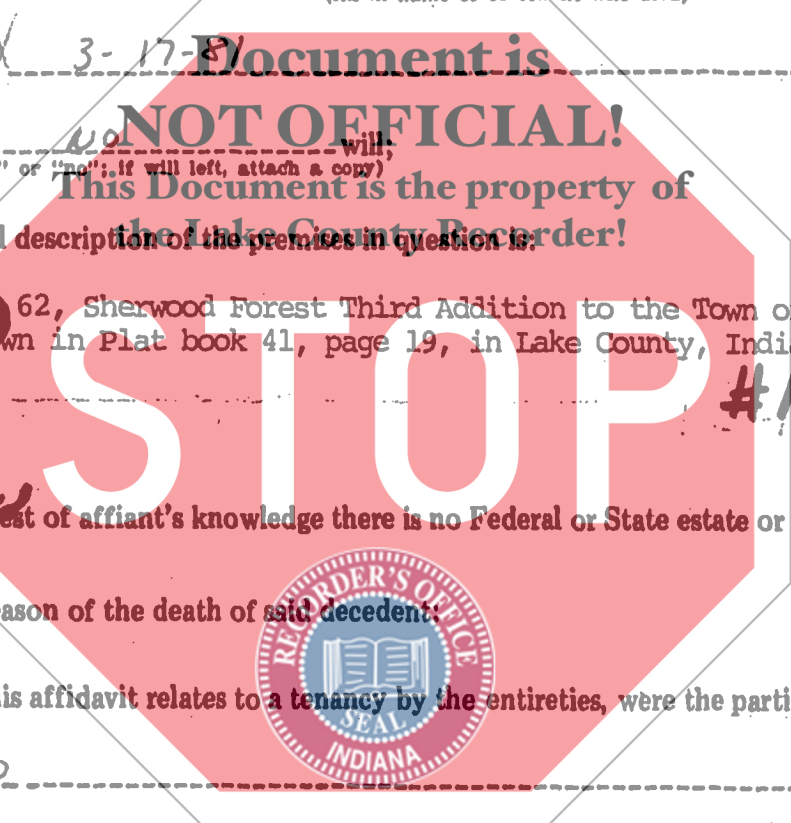 3-17-81
Document is
NO
NOT OFFICIAL!
will;
" or "no"; if will left, attach a copy)
This Document is the property of
the Lake County Recorder!
description of the premises in question is:
62, Sherwood Forest Third Addition to the Town
wn in Plat book 41, page 19, in Lake County, Indi
STOP
#1
est of affiant's knowledge there is no Federal or State estate or
RECORDER'S OFFICE
eason of the death of said decedent:
is affidavit relates to a tenancy by the entireties, were the parti
SEAL
INDIANA